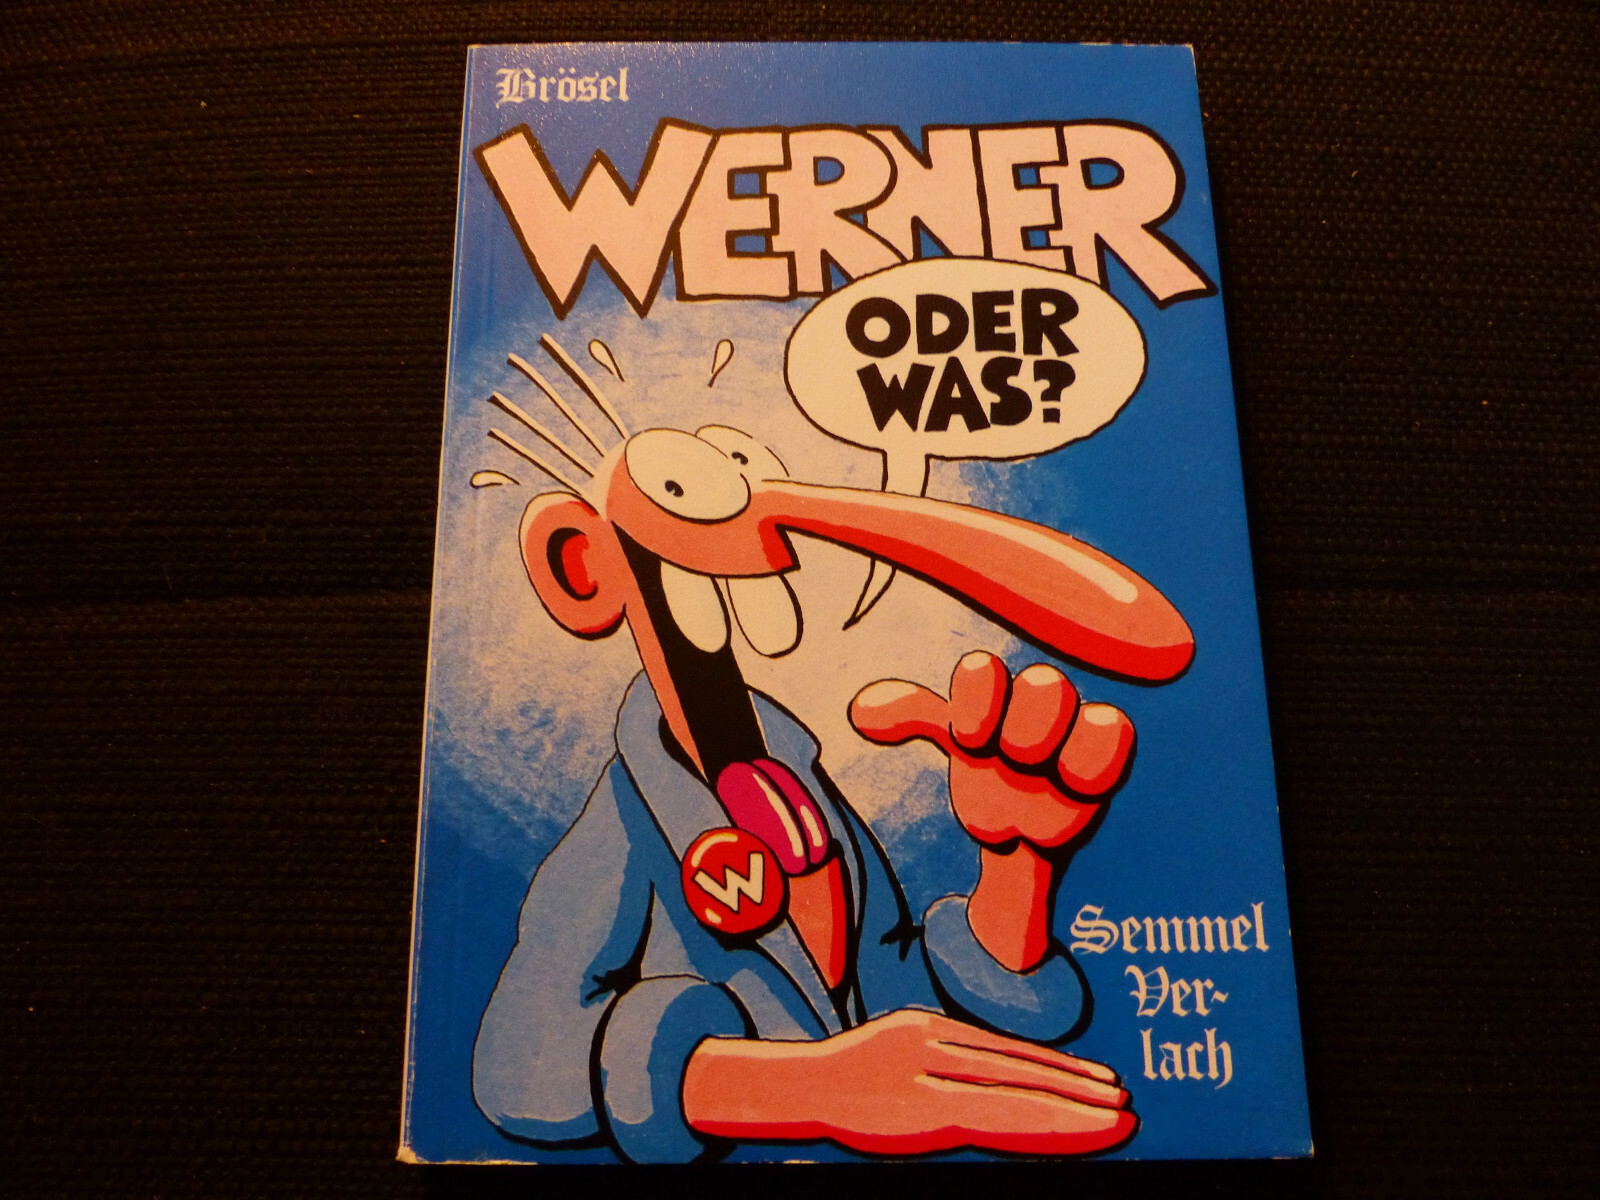 Brösel
WERNER
ODER
WAS?
W
Semmel
Ver-
lach